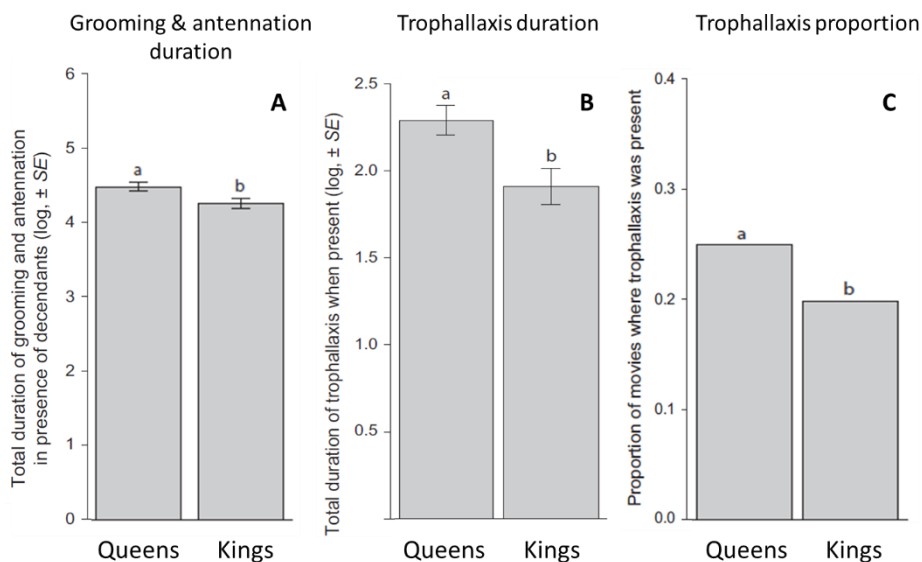 Grooming & antennation
duration
Trophallaxis duration
Trophallaxis proportion
Total duration of grooming and antennation
in presence of decendants (log, ± SE)
6
5
4
4
3
2
1
0
A
a
b
Queens
Kings
Total duration of trophallaxis when present (log, ± SE)
2.5
2.0
1.5
1.0
0.5
B
a
b
Queens
Kings
Proportion of movies where trophallaxis was present
0.4
0.3
0.2
0.1
0.0
C
a
b
Queens
Kings